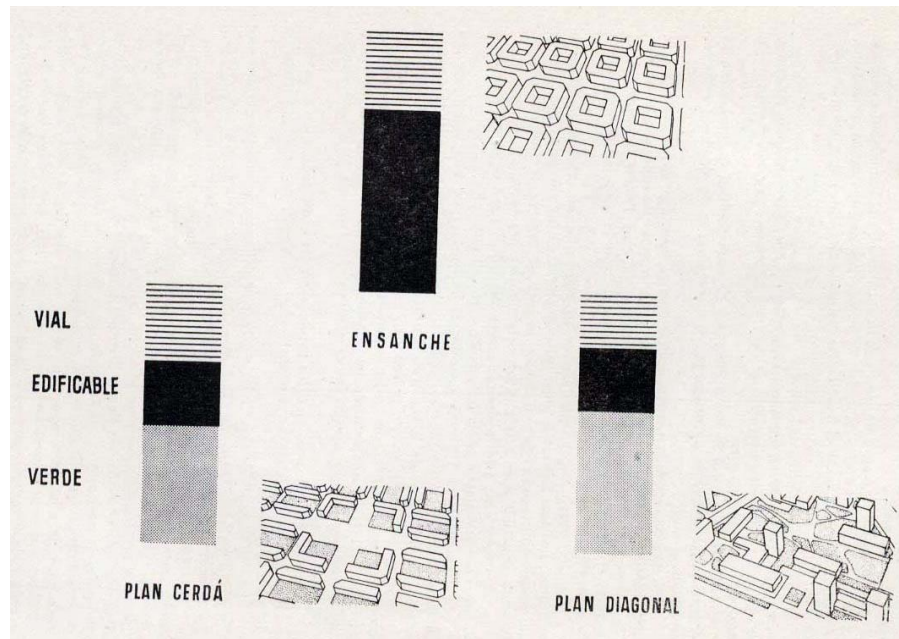 ENSANCHE
VIAL
EDIFICABLE
VERDE
PLAN CERDÁ
PLAN DIAGONAL